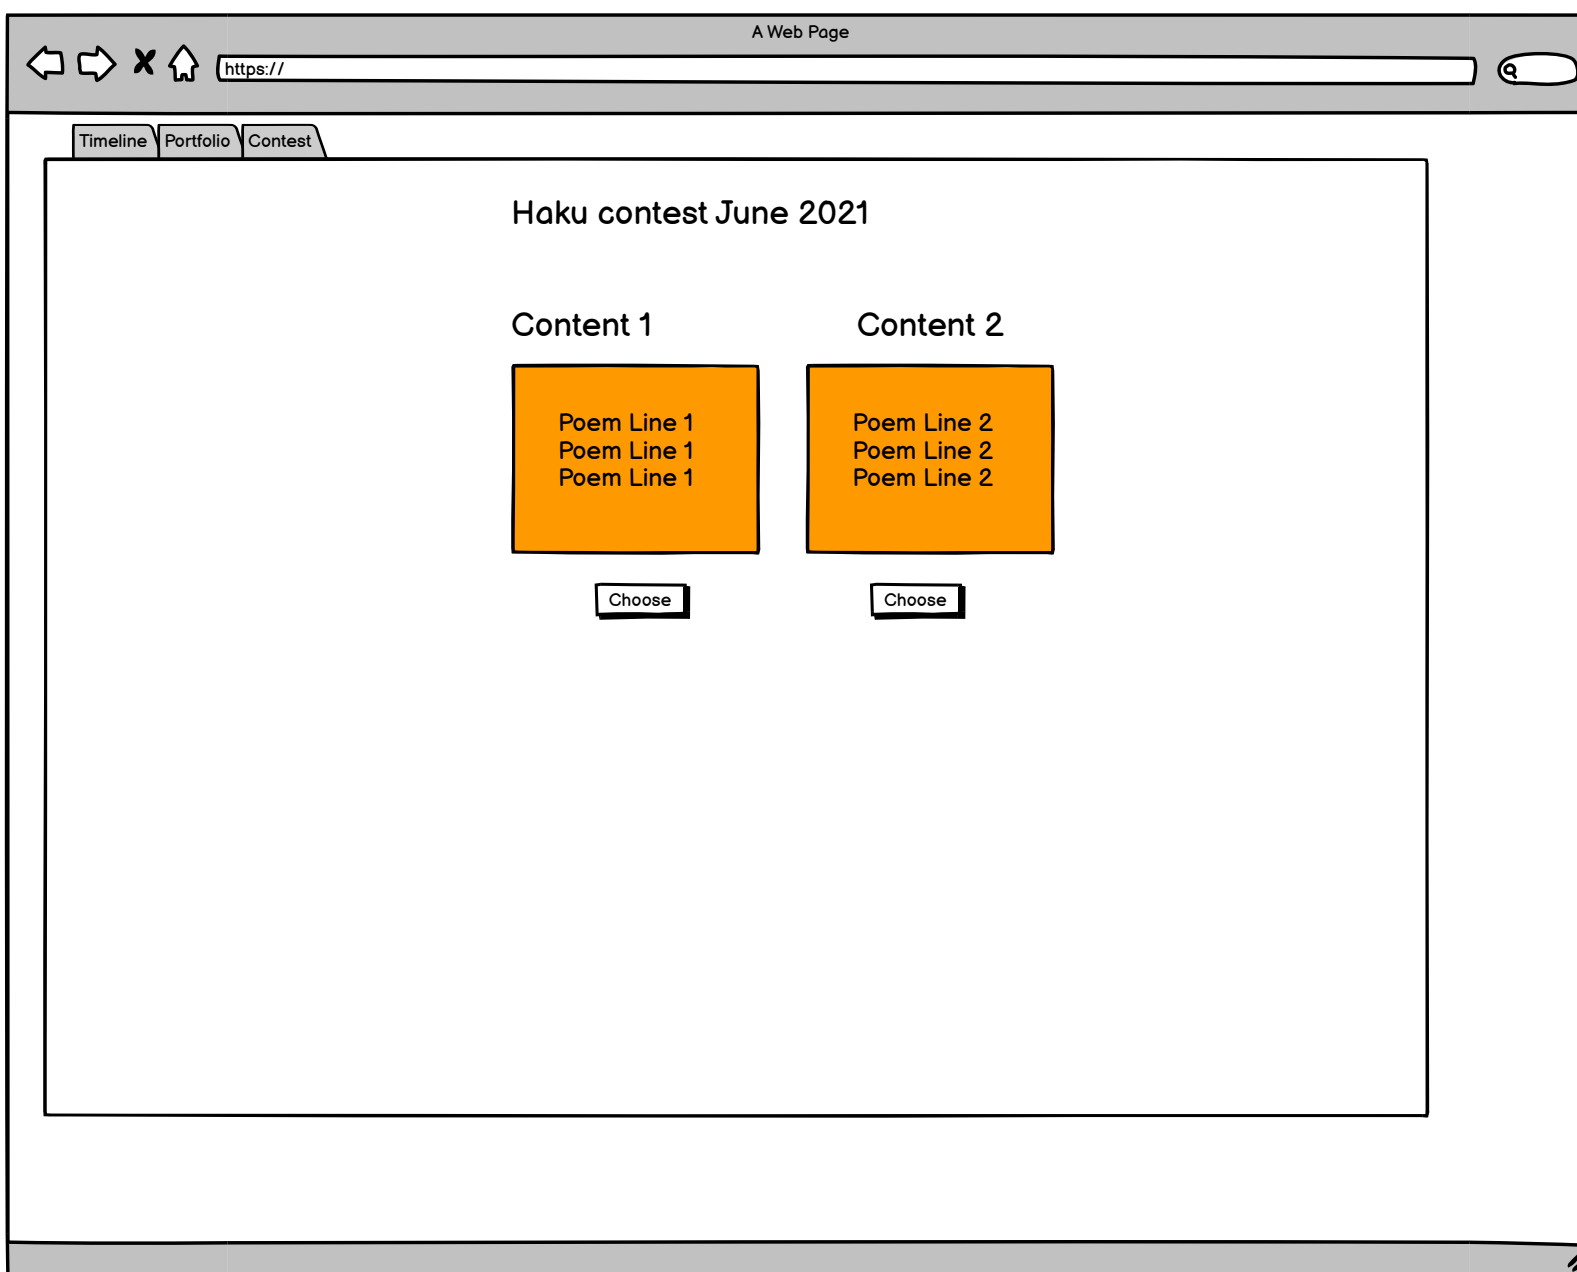 A Web Page
https://
Timeline Portfolio Contest
Haku contest June 2021
Content 1 Content 2
Poem Line 1 Poem Line 2
Poem Line 1 Poem Line 2
Poem Line 1 Poem Line 2
Choose Choose